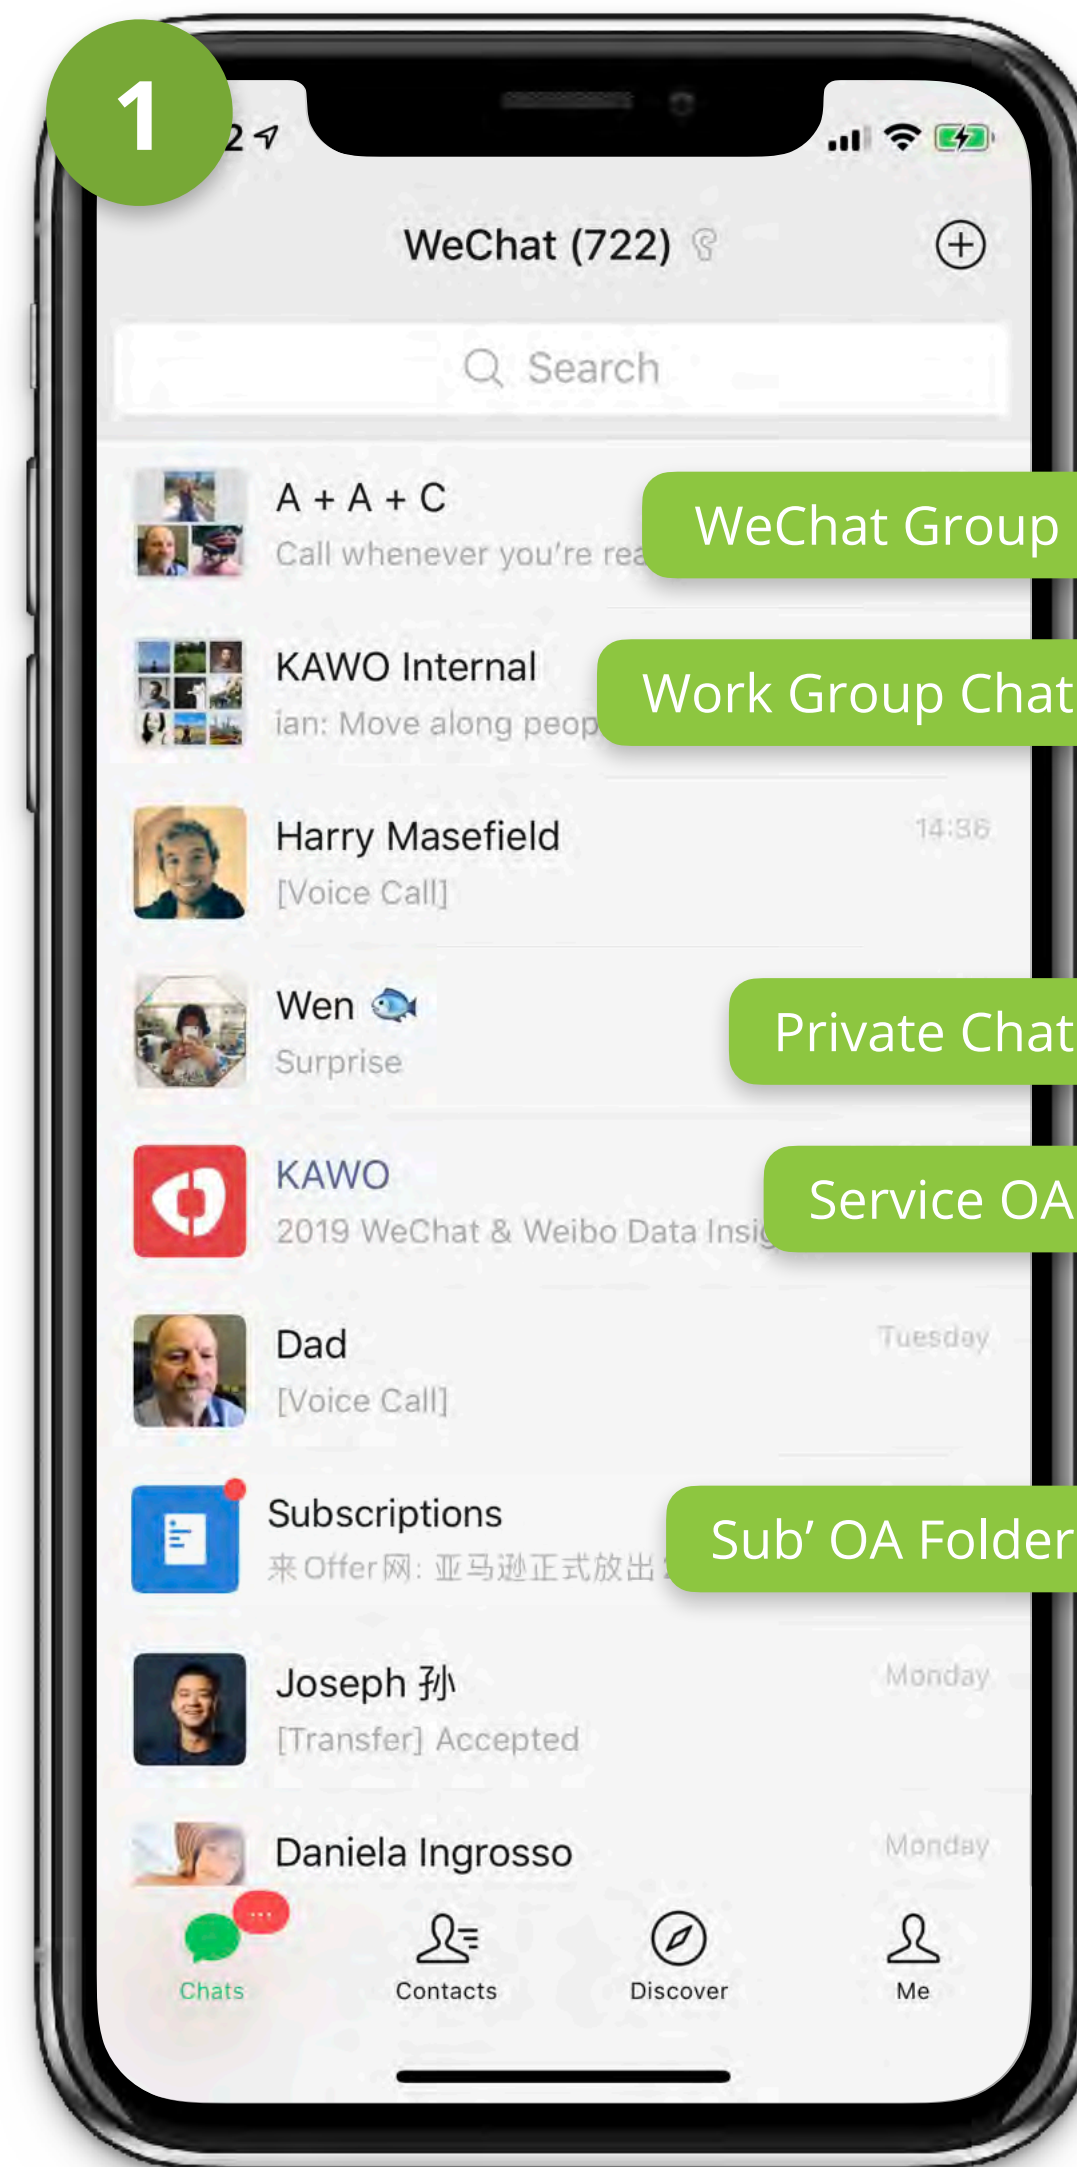 1
2
WeChat (722)
Search
A + A + C
WeChat Group
Call whenever you're
KAWO Internal
Work Group Chat
ian: Move along
Harry Masefield
14:36
[Voice Call]
Wen 🐟
Private Chat
Surprise
KAWO
Service OA
2019 WeChat & Weibo Data
Dad
Tuesday
[Voice Call]
Subscriptions
Sub' OA Folder
来Offer网: 亚马逊正式放出
Joseph 孙
Monday
[Transfer] Accepted
Daniela Ingrosso
Monday
Chats
Contacts
Discover
Me